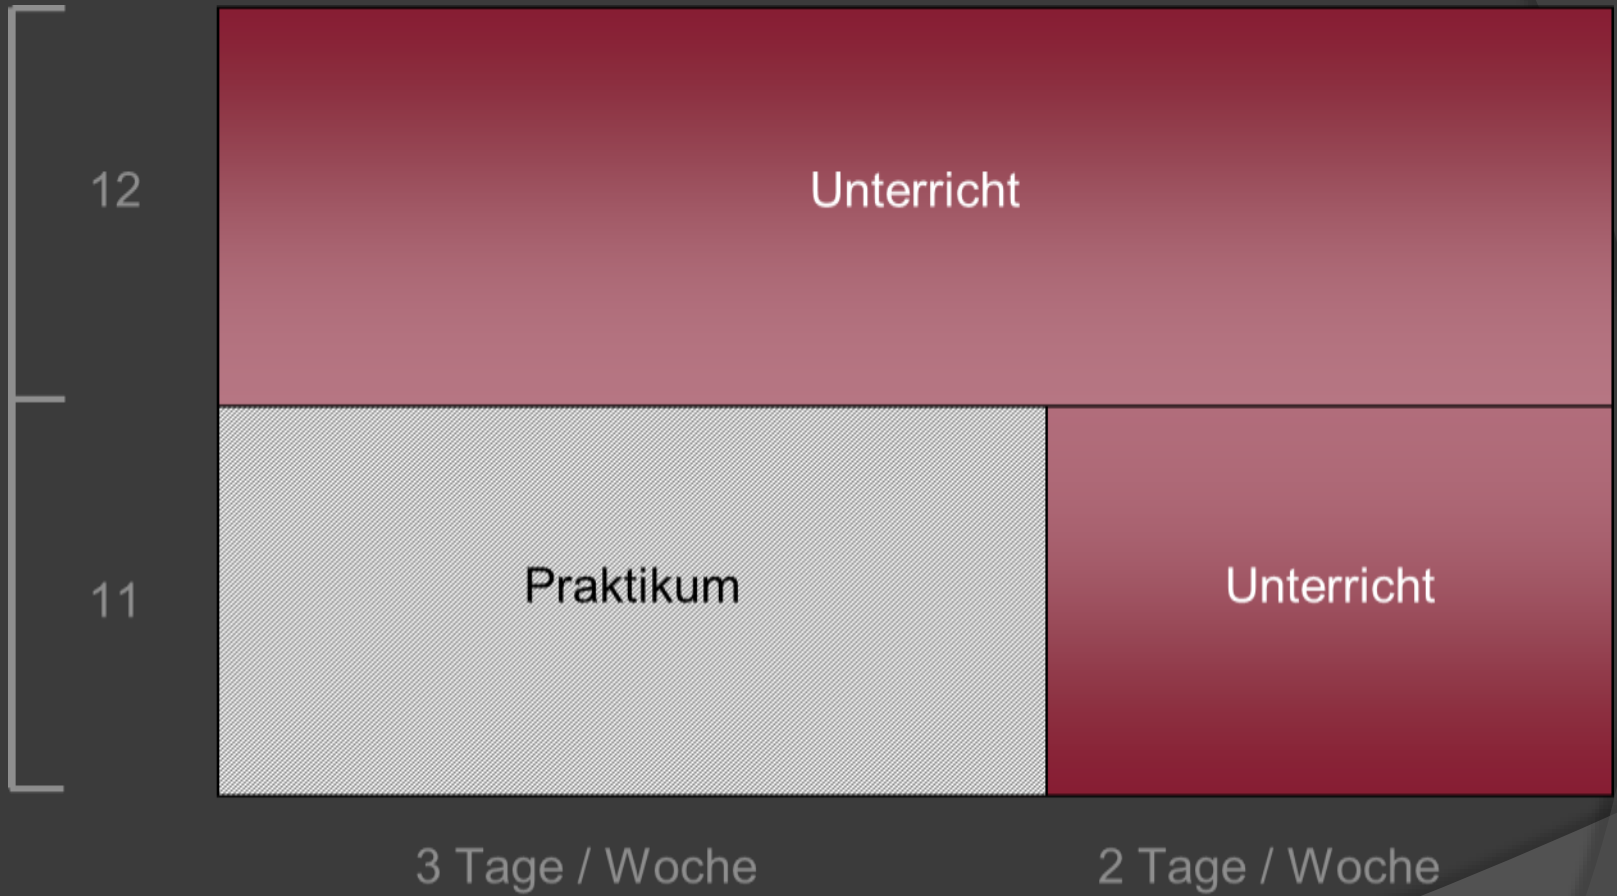 12
Unterricht
11
Praktikum
Unterricht
3 Tage / Woche
2 Tage / Woche